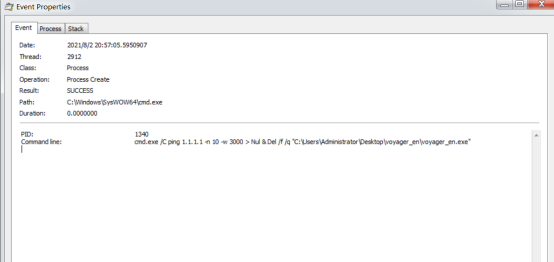 Event Properties
Event Process Stack
Date: 2021/8/2 20:57:05.5950907
Thread: 2912
Class: Process
Operation: Process Create
Result: SUCCESS
Path: C:\Windows\SysWOW64\cmd.exe
Duration: 0.0000000
PID: 1340
Command line: cmd.exe /C ping 1.1.1.1 -n 10 -w 3000 > Nul & Del /f /q "C:\Users\Administrator\Desktop\voyager_en\voyager_en.exe"